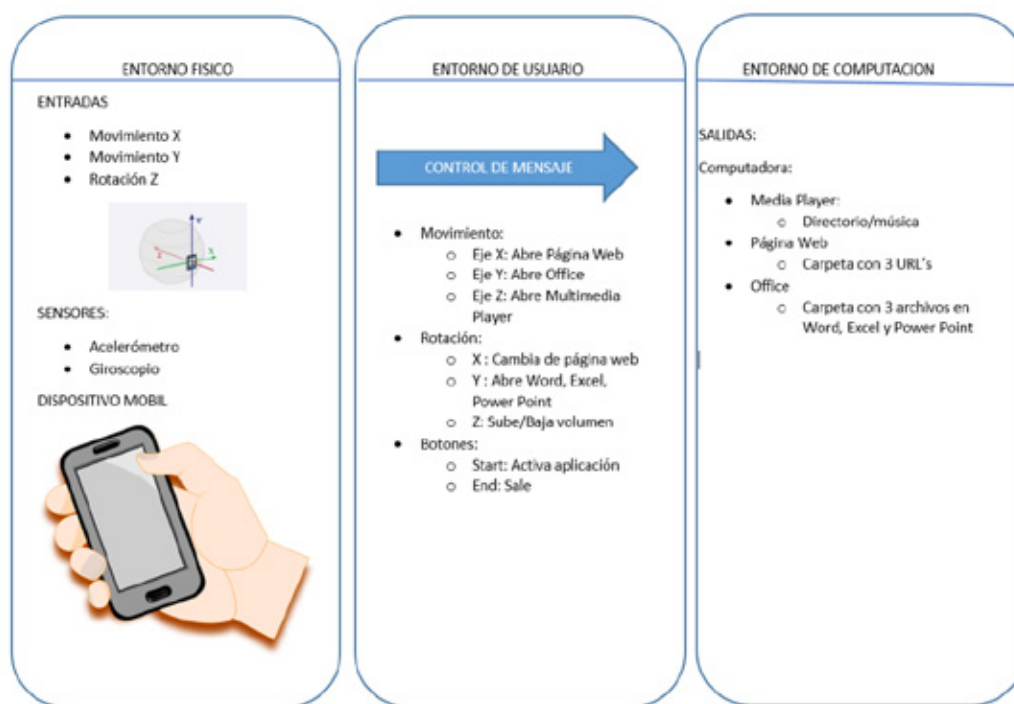 ENTORNO FISICO
ENTRADAS
• Movimiento X
• Movimiento Y
• Rotación Z
Y
X
Z
SENSORES:
• Acelerómetro
• Giroscopio
DISPOSITIVO MOBIL
ENTORNO DE USUARIO
CONTROL DE MENSAJE
• Movimiento:
o Eje X: Abre Página Web
o Eje Y: Abre Office
o Eje Z: Abre Multimedia
Player
• Rotación:
o X : Cambia de página web
o Y : Abre Word, Excel,
Power Point
o Z: Sube/Baja volumen
• Botones:
o Start: Activa aplicación
o End: Sale
ENTORNO DE COMPUTACION
SALIDAS:
Computadora:
• Media Player:
o Directorio/música
• Página Web
o Carpeta con 3 URL´s
• Office
o Carpeta con 3 archivos en
Word, Excel y Power Point